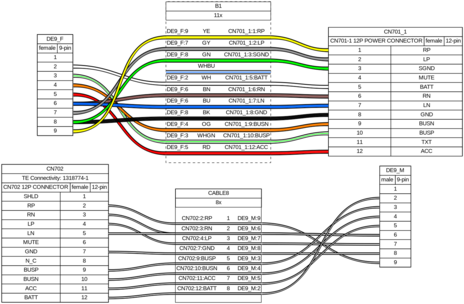 B1
11x
DE9_F:9 YE CN701_1:1:RP
DE9_F:7 GY CN701_1:2:LP
DE9_F:8 GN CN701_1:3:SGND
WHBU
DE9_F:2 WH CN701_1:5:BATT
DE9_F:6 BN CN701_1:6:RN
DE9_F:6 BU CN701_1:7:LN
DE9_F:8 BK CN701_1:8:GND
DE9_F:4 OG CN701_1:9:BUSN
DE9_F:3 WHGN CN701_1:10:BUSP
DE9_F:5 RD CN701_1:12:ACC
DE9_F
female 9-pin
1
2
3
4
5
6
7
8
9
CN701_1
CN701-1 12P POWER CONNECTOR female 12-pin
1 RP
2 LP
3 SGND
4 MUTE
5 BATT
6 RN
7 LN
8 GND
9 BUSN
10 BUSP
11 TXT
12 ACC
CN702
TE Connectivity: 1318774-1
CN702 12P CONNECTOR female 12-pin
SHLD 1
RP 2
RN 3
LP 4
LN 5
MUTE 6
GND 7
N_C 8
BUSP 9
BUSN 10
ACC 11
BATT 12
CABLE8
8x
CN702:2:RP 1 DE9_M:9
CN702:3:RN 2 DE9_M:6
CN702:4:LP 3 DE9_M:7
CN702:7:GND 4 DE9_M:8
CN702:9:BUSP 5 DE9_M:3
CN702:10:BUSN 6 DE9_M:4
CN702:11:ACC 7 DE9_M:5
CN702:12:BATT 8 DE9_M:2
DE9_M
male 9-pin
1
2
3
4
5
6
7
8
9